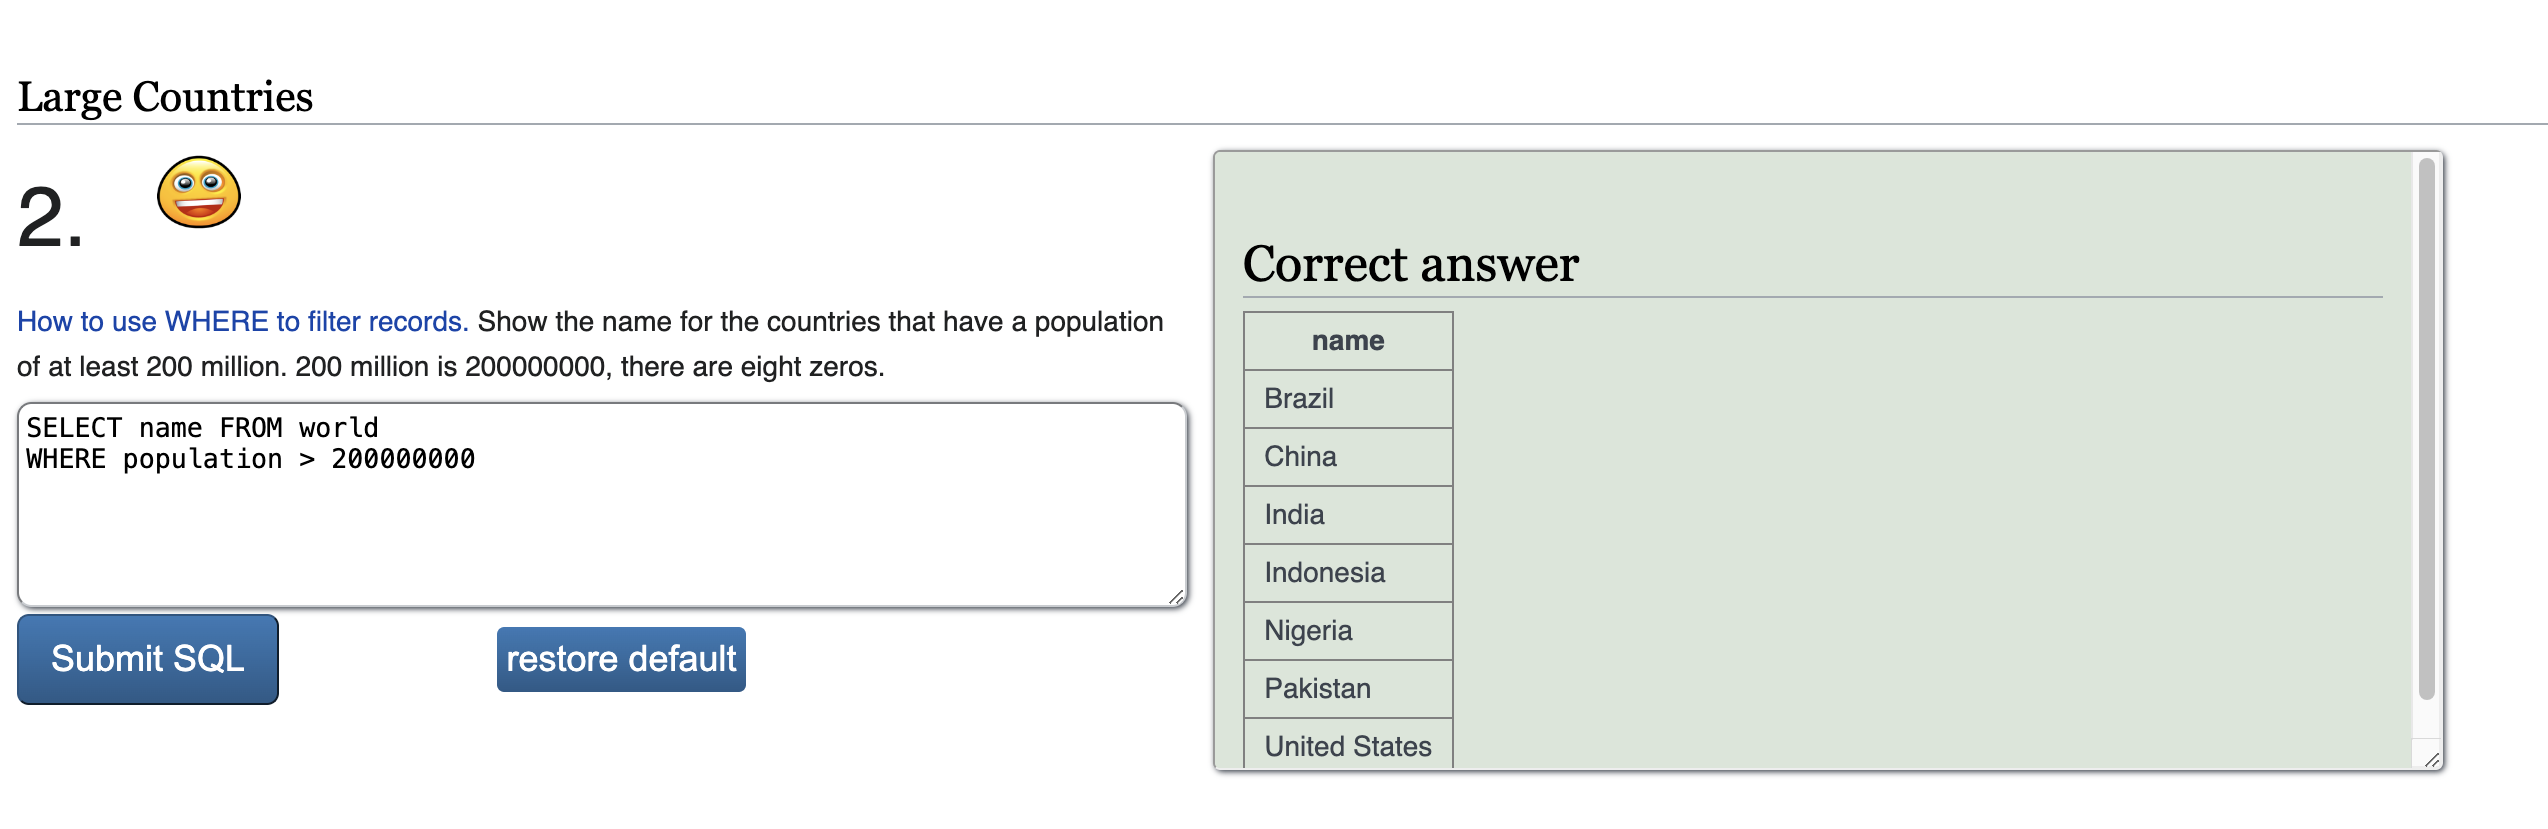 Large Countries
2.
How to use WHERE to filter records. Show the name for the countries that have a population
of at least 200 million. 200 million is 200000000, there are eight zeros.
SELECT name FROM world
WHERE population > 200000000
Submit SQL
restore default
Correct answer
name
Brazil
China
India
Indonesia
Nigeria
Pakistan
United States